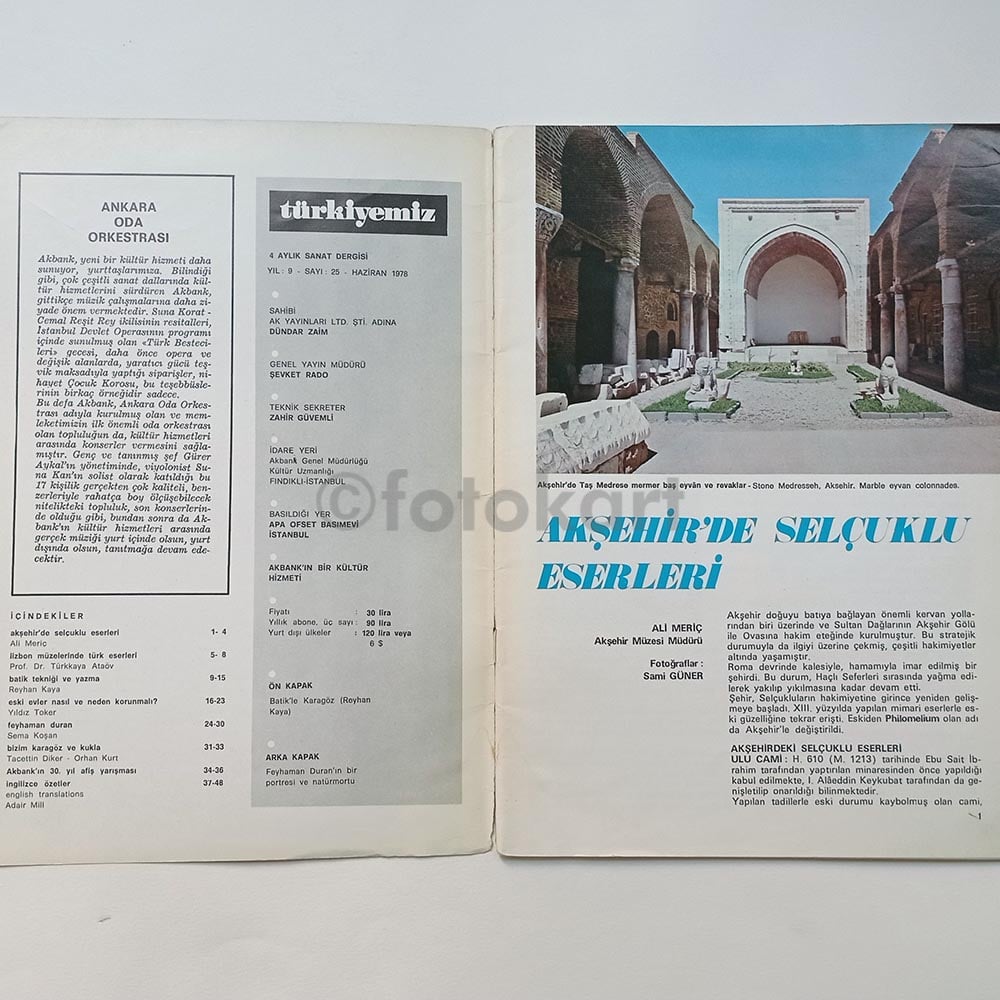 ANKARA
ODA
ORKESTRASI
Akbank, yeni bir kültür hizmeti daha
sunuyor, yurttaşlarımıza. Bilindiği
gibi, çok çeşitli sanat dallarında kül-
tür hizmetlerini sürdüren Akbank,
gittikçe müzik çalışmalarına daha zi-
yade önem vermektedir. Suna Korat -
Cemal Reşit Rey ikilisinin resitalleri,
İstanbul Devlet Operasının programı
içinde sunulmuş olan «Türk Besteci-
leri» gecesi, daha önce opera ve
değişik alanlarda, yaratıcı gücü teş-
vik maksadıyla yaptığı siparişler, ni-
hayet Çocuk Korosu, bu teşebbüsle-
rinin birkaç örneğidir sadece.
Bu defa Akbank, Ankara Oda Orkes-
trası adıyla kurulmuş olan ve mem-
leketimizin ilk önemli oda orkestrası
olan topluluğun da, kültür hizmetleri
arasında konserler vermesini sağla-
mıştır. Genç ve tanınmış şef Gürer
Aykal'ın yönetiminde, viyolonist Su-
na Kan'ın solist olarak katıldığı bu
17 kişilik gerçekten çok kaliteli, ben-
zerleriyle rahatça boy ölçüşebilecek
nitelikteki topluluk, son konserlerin-
de olduğu gibi, bundan sonra da Ak-
bank'ın kültür hizmetleri arasında
gerçek müziği yurt içinde olsun, yurt
dışında olsun, tanıtmağa devam ede-
cektir.
İÇİNDEKİLER
akşehir'de selçuklu eserleri 1- 4
Ali Meriç
lizbon müzelerinde türk eserleri 5- 8
Prof. Dr. Türkkaya Ataöv
batik tekniği ve yazma 9-15
Reyhan Kaya
eski evler nasıl ve neden korunmalı? 16-23
Yıldız Toker
feyhaman duran 24-30
Sema Koşan
bizim karagöz ve kukla 31-33
Tacettin Diker - Orhan Kurt
Akbank'ın 30. yıl afiş yarışması 34-36
ingilizce özetler 37-48
english translations
Adair Mill
türkiyemiz
4 AYLIK SANAT DERGİSİ
YIL : 9 - SAYI : 25 - HAZİRAN 1978
SAHİBİ
AK YAYINLARI LTD. ŞTİ. ADINA
DÜNDAR ZAİM
GENEL YAYIN MÜDÜRÜ
ŞEVKET RADO
TEKNİK SEKRETER
ZAHİR GÜVEMLİ
İDARE YERİ
Akbank Genel Müdürlüğü
Kültür Uzmanlığı
FINDIKLI-İSTANBUL
BASILDIĞI YER
APA OFSET BASIMEVİ
İSTANBUL
AKBANK'IN BİR KÜLTÜR
HİZMETİ
Fiyatı : 30 lira
Yıllık abone, üç sayı : 90 lira
Yurt dışı ülkeler : 120 lira veya
6 $
ÖN KAPAK
Batik'le Karagöz (Reyhan
Kaya)
ARKA KAPAK
Feyhaman Duran'ın bir
portresi ve natürmortu
©fotokart
Akşehir'de Taş Medrese mermer baş eyvân ve revaklar - Stone Medresseh, Akşehir. Marble eyvan colonnades.
AKŞEHİR'DE SELÇUKLU
ESERLERİ
ALİ MERİÇ
Akşehir Müzesi Müdürü
Fotoğraflar :
Sami GÜNER
Akşehir doğuyu batıya bağlayan önemli kervan yolla-
rından biri üzerinde ve Sultan Dağlarının Akşehir Gölü
ile Ovasına hakim eteğinde kurulmuştur. Bu stratejik
durumuyla da ilgiyi üzerine çekmiş, çeşitli hakimiyetler
altında yaşamıştır.
Roma devrinde kalesiyle, hamamıyla imar edilmiş bir
şehirdi. Bu durum, Haçlı Seferleri sırasında yağma edi-
lerek yakılıp yıkılmasına kadar devam etti.
Şehir, Selçukluların hakimiyetine girince yeniden geliş-
meye başladı, XIII. yüzyılda yapılan mimari eserlerle es-
ki güzelliğine tekrar erişti. Eskiden Philomelium olan adı
da Akşehir'le değiştirildi.
AKŞEHİRDEKİ SELÇUKLU ESERLERİ
ULU CAMİ : H. 610 (M. 1213) tarihinde Ebu Sait İb-
rahim tarafından yaptırılan minaresinden önce yapıldığı
kabul edilmekte, I. Alâeddin Keykubat tarafından da ge-
nişletilip onarıldığı bilinmektedir.
Yapılan tadillerle eski durumu kaybolmuş olan cami,
1